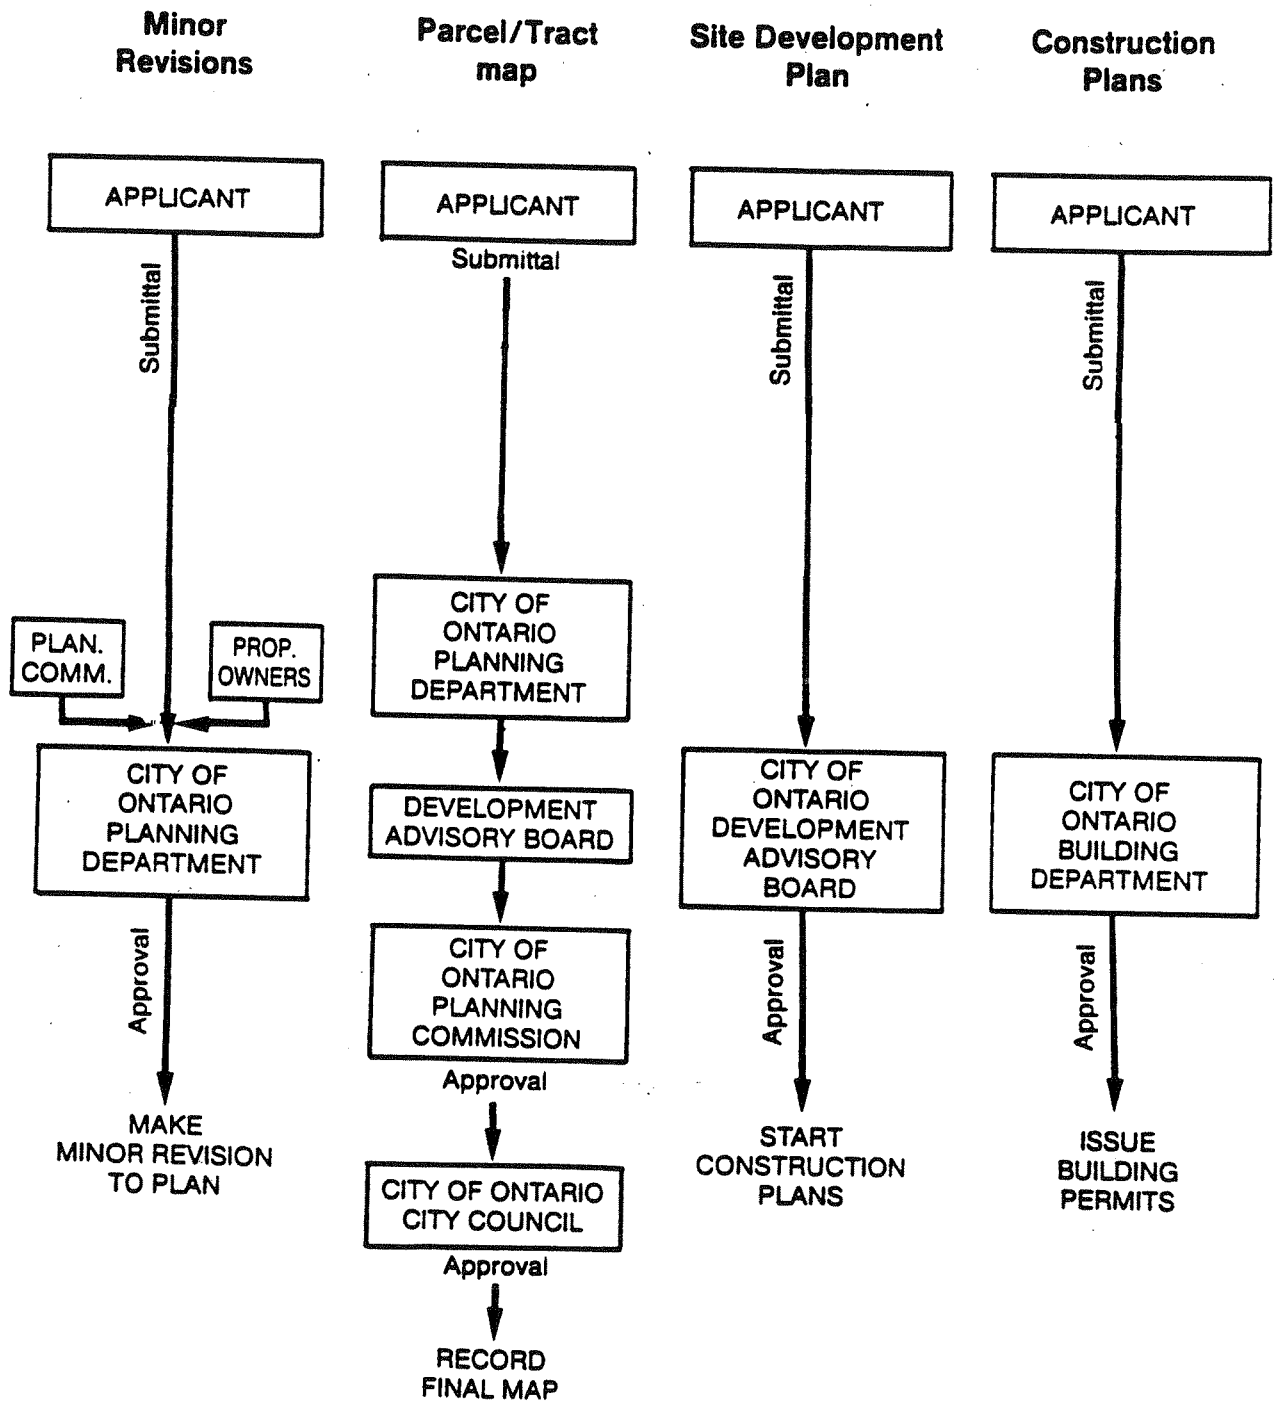 Minor
Revisions
APPLICANT
Submittal
PLAN.
COMM.
PROP.
OWNERS
CITY OF
ONTARIO
PLANNING
DEPARTMENT
Approval
MAKE
MINOR REVISION
TO PLAN
Parcel/Tract
map
APPLICANT
Submittal
CITY OF
ONTARIO
PLANNING
DEPARTMENT
DEVELOPMENT
ADVISORY BOARD
CITY OF
ONTARIO
PLANNING
COMMISSION
Approval
CITY OF ONTARIO
CITY COUNCIL
Approval
RECORD
FINAL MAP
Site Development
Plan
APPLICANT
Submittal
CITY OF
ONTARIO
DEVELOPMENT
ADVISORY
BOARD
Approval
START
CONSTRUCTION
PLANS
Construction
Plans
APPLICANT
Submittal
CITY OF
ONTARIO
BUILDING
DEPARTMENT
Approval
ISSUE
BUILDING
PERMITS